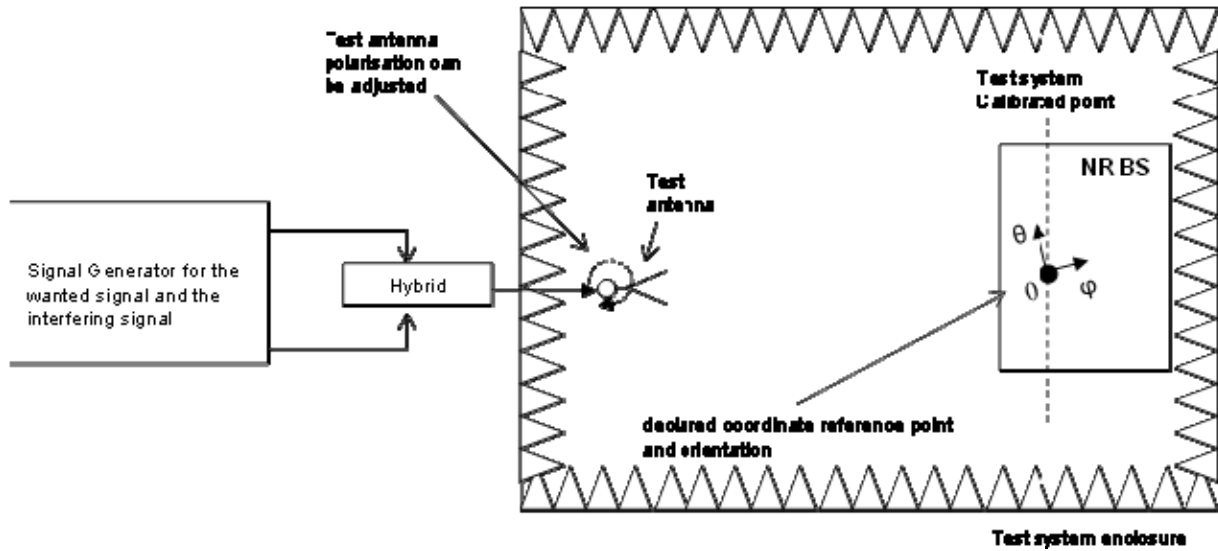 Test antenna
polarisation can
be adjusted
Test system
Calibrated point
NR BS
Test
antenna
θ
0
φ
Signal Generator for the
wanted signal and the
interfering signal
Hybrid
declared coordinate reference point
and orientation
Test system enclosure